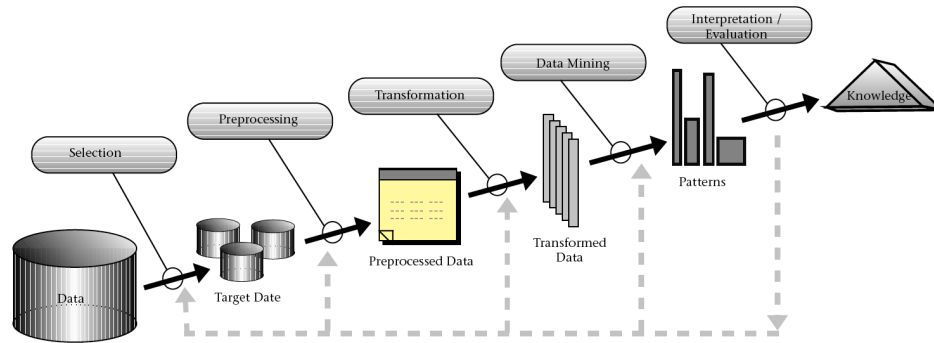 Interpretation /
Evaluation
Data Mining
Knowledge
Transformation
Preprocessing
Selection
Patterns
Transformed
Data
Preprocessed Data
Data
Target Date